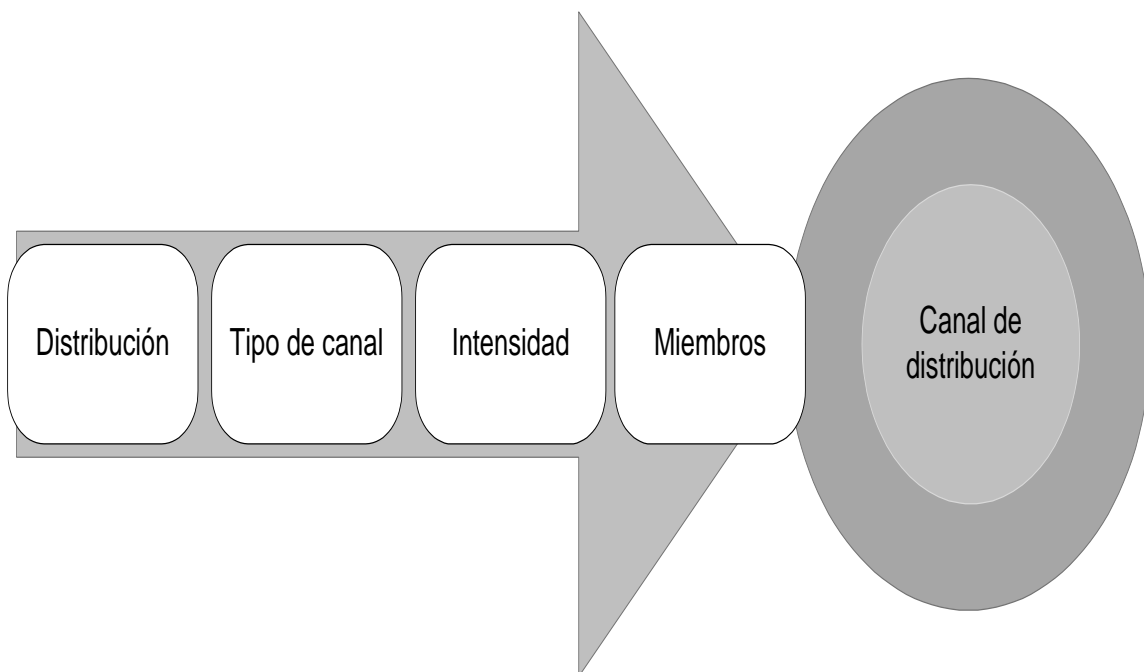 Distribución
Tipo de canal
Intensidad
Miembros
Canal de
distribución